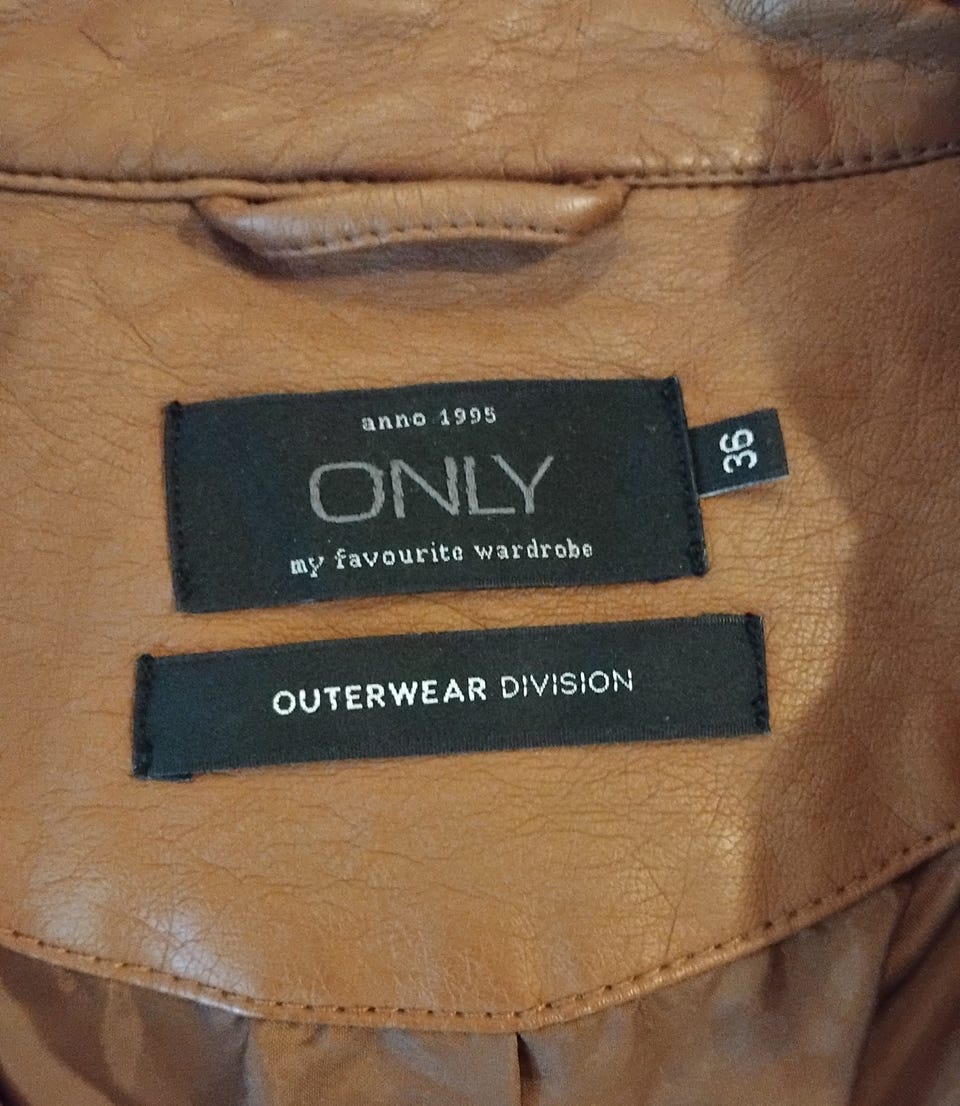 anno 1995
ONLY
my favourite wardrobe
36
OUTERWEAR DIVISION